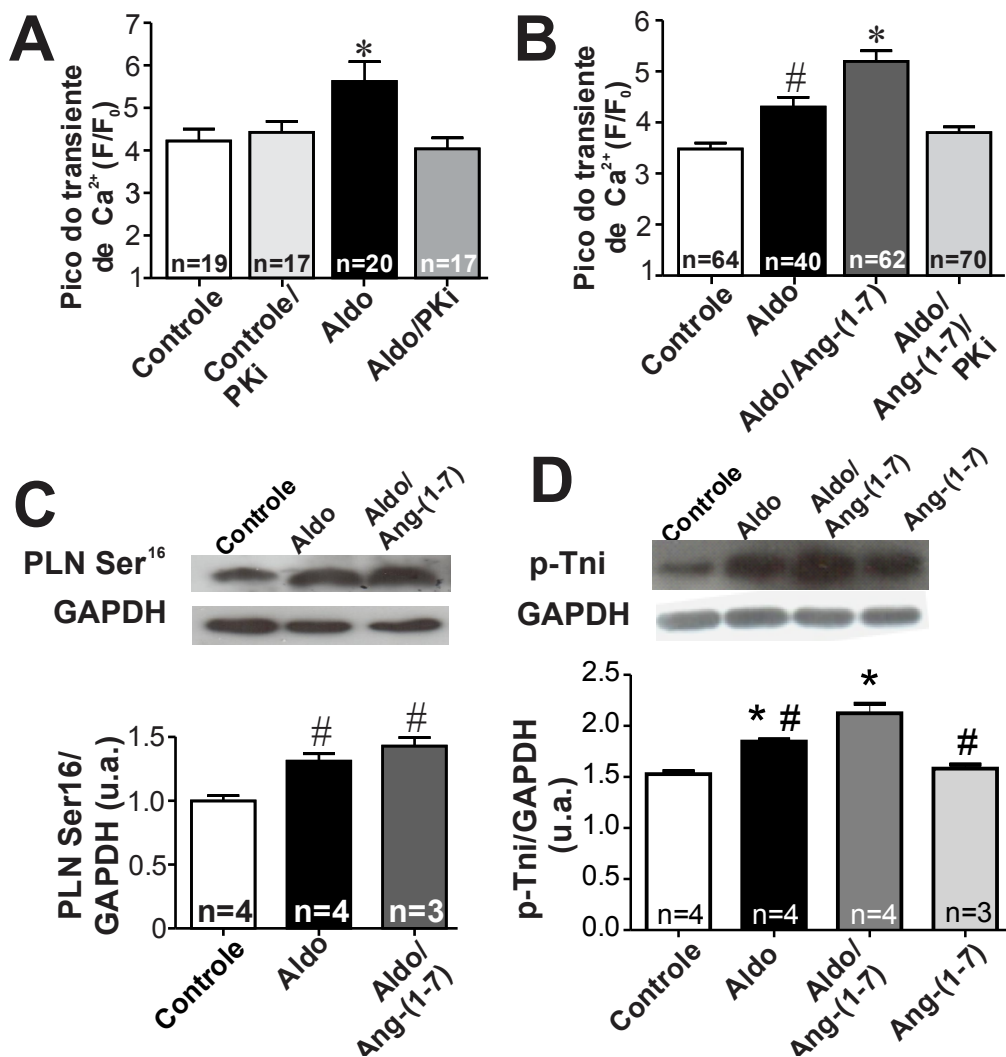 A
Pico do transiente
de Ca²⁺ (F/F₀)
7
6
5
4
3
2
1
*
n=19
n=17
n=20
n=17
Controle
Controle/
PKi
Aldo
Aldo/PKi
B
Pico do transiente
de Ca²⁺ (F/F₀)
6
5
4
3
2
1
#
*
n=64
n=40
n=62
n=70
Controle
Aldo
Aldo/Ang-(1-7)
Aldo/
Ang-(1-7)/
PKi
C
Controle
Aldo
Aldo/
Ang-(1-7)
PLN Ser¹⁶
GAPDH
PLN Ser16/
GAPDH (u.a.)
1.5
1.0
0.5
0
#
#
n=4
n=4
n=3
Controle
Aldo
Aldo/
Ang-(1-7)
D
Controle
Aldo
Aldo/
Ang-(1-7)
Ang-(1-7)
p-Tni
GAPDH
p-Tni/GAPDH
(u.a.)
2.5
2.0
1.5
1.0
0.5
0.0
* #
*
#
n=4
n=4
n=4
n=3
Controle
Aldo
Aldo/
Ang-(1-7)
Ang-(1-7)